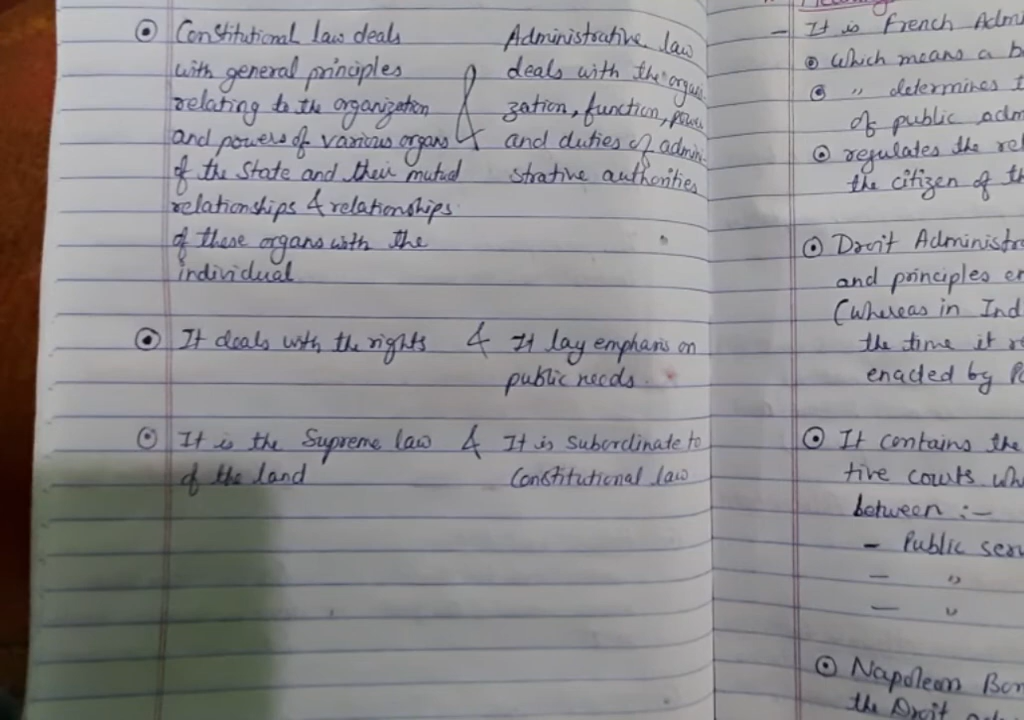 Constitutional law deals
with general principles
relating to the organization
and powers of various organs &
of the State and their mutual
relationships & relationships
of these organs with the
individual
Administrative law
deals with the organi
zation, function, power
and duties of admini
strative authorities
It deals with the rights & It lay emphasis on
public needs.
It is the Supreme law & It is subordinate to
of the land Constitutional law
– It is French
which means a
" determines
of public
regulates the
the citizen of
Droit
and principles
(Whereas in
the time it
enacted by
It contains the
tive courts
between :–
– Public
– "
– "
Napoleon
the Droit